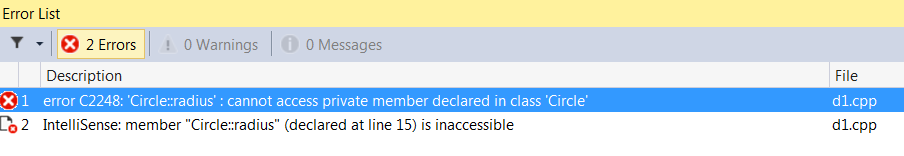 Error List
2 Errors 0 Warnings 0 Messages
Description File
1 error C2248: 'Circle::radius' : cannot access private member declared in class 'Circle' d1.cpp
2 IntelliSense: member "Circle::radius" (declared at line 15) is inaccessible d1.cpp